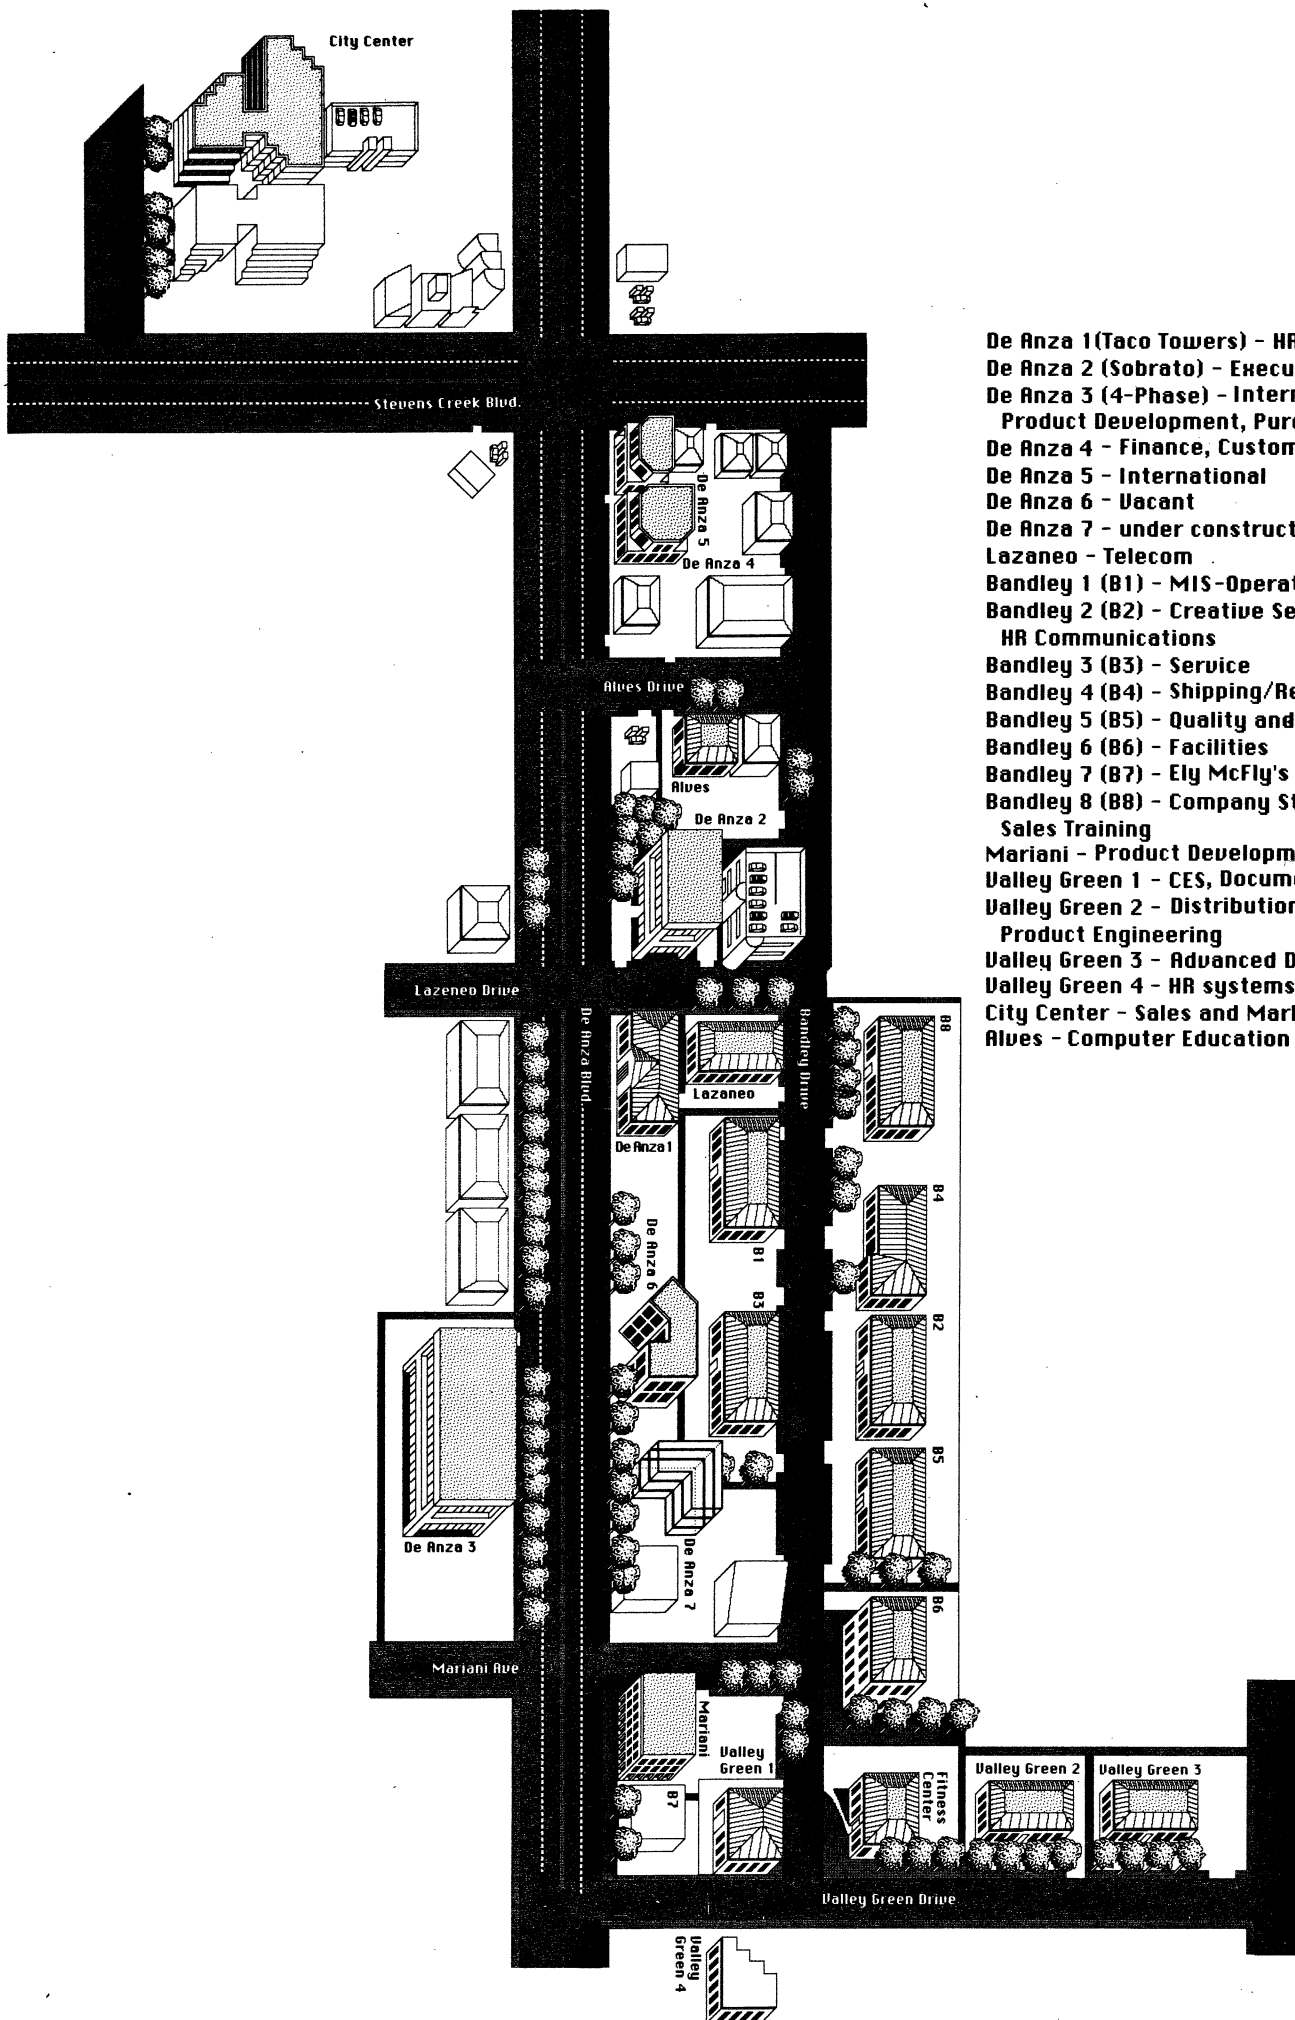 City Center
Stevens Creek Blvd.
De Anza 5
De Anza 4
Alves Drive
Alves
De Anza 2
Lazeneo Drive
De Anza Blvd
Bandley Drive
Lazaneo
De Anza 1
B8
B4
B1
De Anza 6
B3
B2
B5
De Anza 3
De Anza 7
B6
Mariani Ave
Mariani
Valley
Green 1
B7
Fitness
Center
Valley Green 2
Valley Green 3
Valley Green Drive
Valley
Green 4
De Anza 1(Taco Towers) - HR
De Anza 2 (Sobrato) - Execu
De Anza 3 (4-Phase) - Intern
Product Development, Purc
De Anza 4 - Finance, Custom
De Anza 5 - International
De Anza 6 - Vacant
De Anza 7 - under construct
Lazaneo - Telecom
Bandley 1 (B1) - MIS-Operat
Bandley 2 (B2) - Creative Se
HR Communications
Bandley 3 (B3) - Service
Bandley 4 (B4) - Shipping/Re
Bandley 5 (B5) - Quality and
Bandley 6 (B6) - Facilities
Bandley 7 (B7) - Ely McFly's
Bandley 8 (B8) - Company St
Sales Training
Mariani - Product Developm
Valley Green 1 - CES, Docum
Valley Green 2 - Distribution
Product Engineering
Valley Green 3 - Advanced D
Valley Green 4 - HR systems
City Center - Sales and Mar
Alves - Computer Education